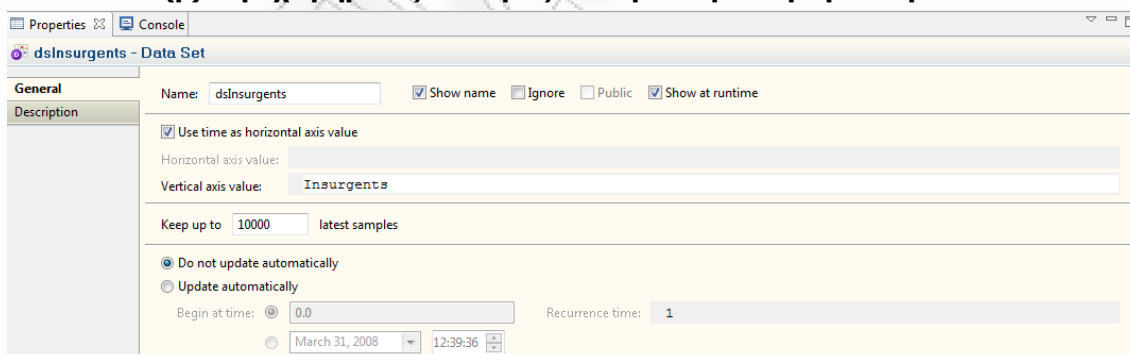 Properties Console
dsInsurgents - Data Set
General
Description
Name: dsInsurgents Show name Ignore Public Show at runtime
Use time as horizontal axis value
Horizontal axis value:
Vertical axis value: Insurgents
Keep up to 10000 latest samples
Do not update automatically
Update automatically
Begin at time: 0.0 Recurrence time: 1
March 31, 2008 12:39:36